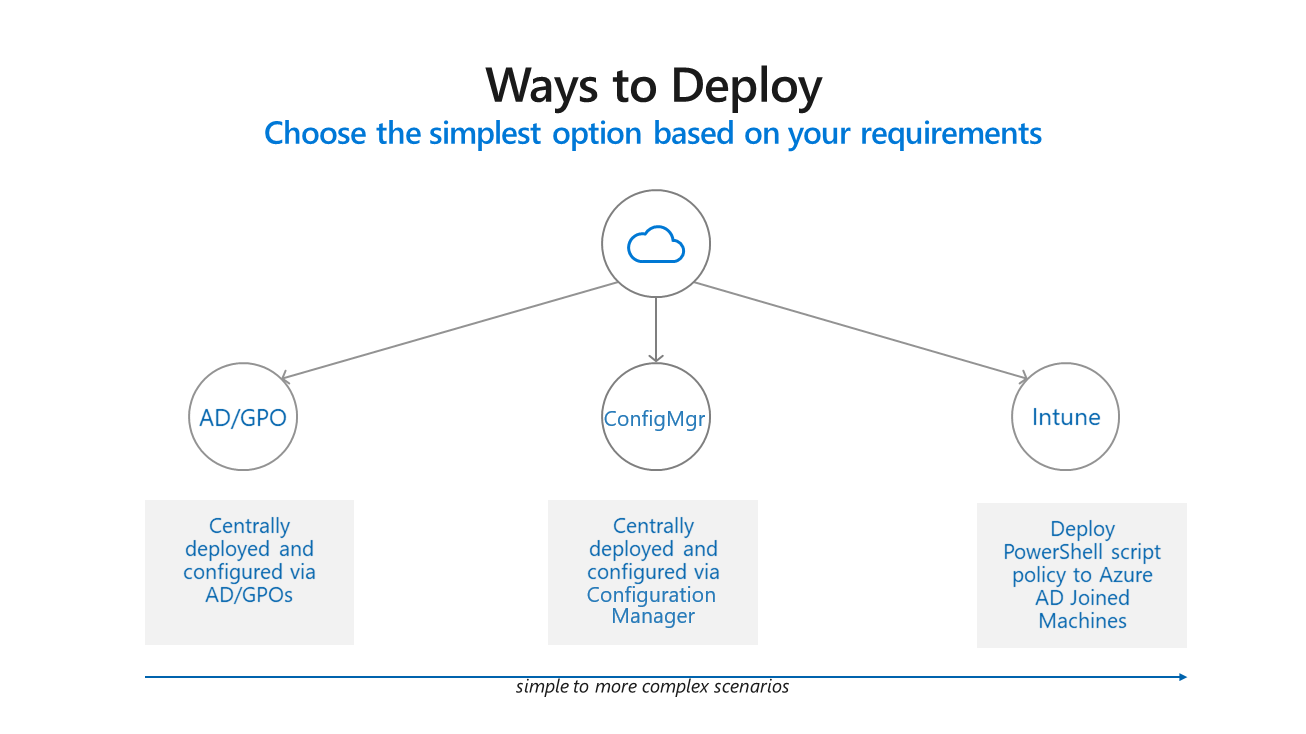 Ways to Deploy
Choose the simplest option based on your requirements
AD/GPO
ConfigMgr
Intune
Centrally
deployed and
configured via
AD/GPOs
Centrally
deployed and
configured via
Configuration
Manager
Deploy
PowerShell script
policy to Azure
AD Joined
Machines
simple to more complex scenarios